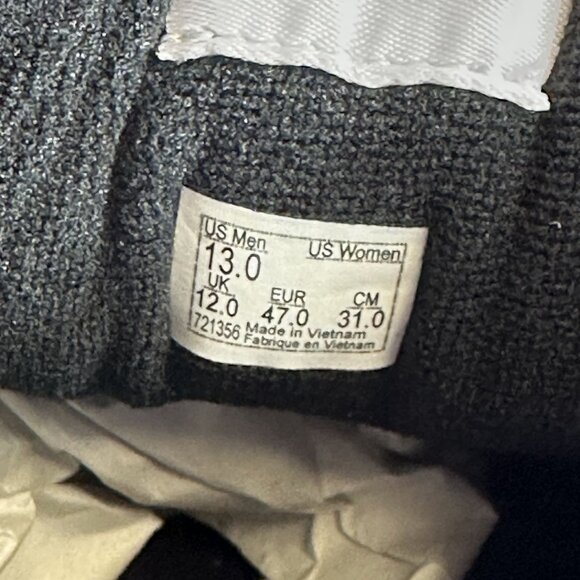 US Men US Women
13.0
UK EUR CM
12.0 47.0 31.0
721356 Made in Vietnam
Fabrique en Vietnam